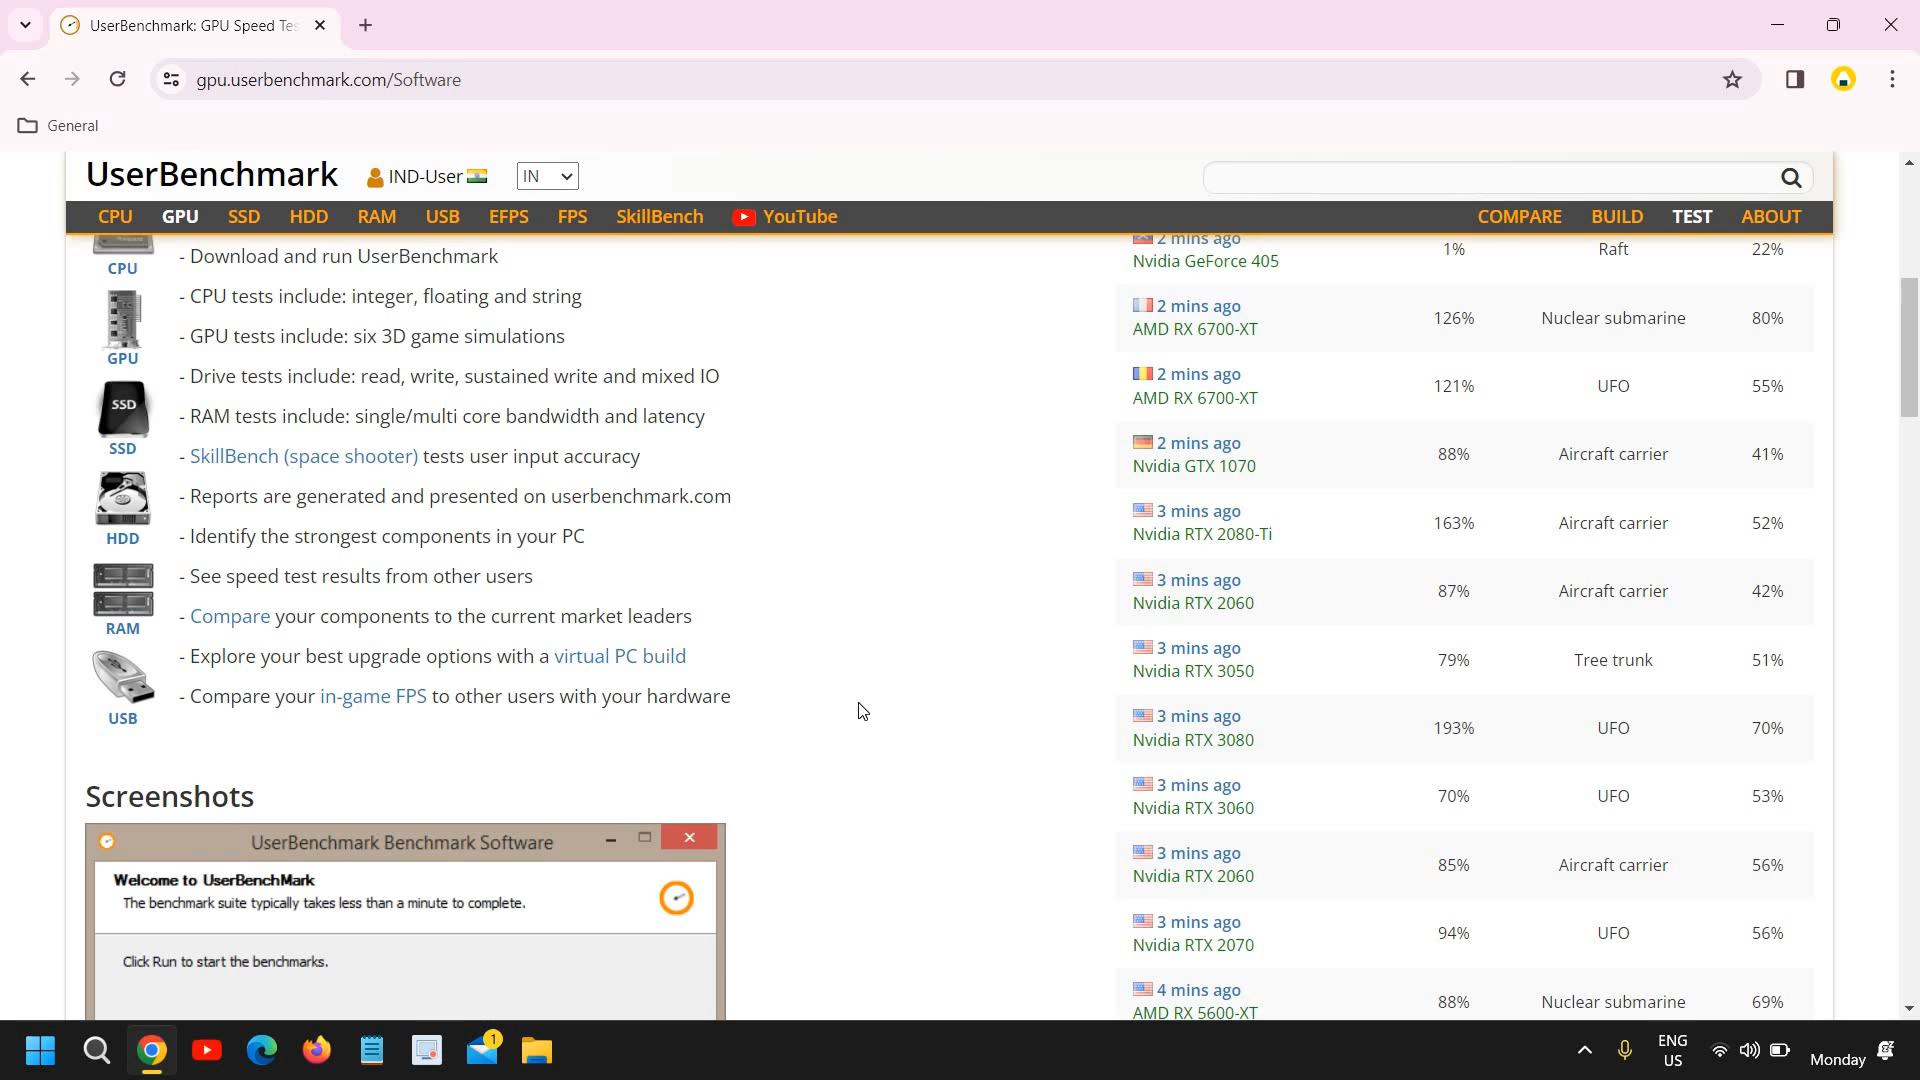 UserBenchmark: GPU Speed Tes
gpu.userbenchmark.com/Software
General
UserBenchmark IND-User IN
CPU GPU SSD HDD RAM USB EFPS FPS SkillBench YouTube COMPARE BUILD TEST ABOUT
CPU
GPU
SSD
SSD
HDD
RAM
USB
- Download and run UserBenchmark
- CPU tests include: integer, floating and string
- GPU tests include: six 3D game simulations
- Drive tests include: read, write, sustained write and mixed IO
- RAM tests include: single/multi core bandwidth and latency
- SkillBench (space shooter) tests user input accuracy
- Reports are generated and presented on userbenchmark.com
- Identify the strongest components in your PC
- See speed test results from other users
- Compare your components to the current market leaders
- Explore your best upgrade options with a virtual PC build
- Compare your in-game FPS to other users with your hardware
Screenshots
UserBenchmark Benchmark Software
Welcome to UserBenchMark
The benchmark suite typically takes less than a minute to complete.
Click Run to start the benchmarks.
2 mins ago
Nvidia GeForce 405 1% Raft 22%
2 mins ago
AMD RX 6700-XT 126% Nuclear submarine 80%
2 mins ago
AMD RX 6700-XT 121% UFO 55%
2 mins ago
Nvidia GTX 1070 88% Aircraft carrier 41%
3 mins ago
Nvidia RTX 2080-Ti 163% Aircraft carrier 52%
3 mins ago
Nvidia RTX 2060 87% Aircraft carrier 42%
3 mins ago
Nvidia RTX 3050 79% Tree trunk 51%
3 mins ago
Nvidia RTX 3080 193% UFO 70%
3 mins ago
Nvidia RTX 3060 70% UFO 53%
3 mins ago
Nvidia RTX 2060 85% Aircraft carrier 56%
3 mins ago
Nvidia RTX 2070 94% UFO 56%
4 mins ago
AMD RX 5600-XT 88% Nuclear submarine 69%
1
ENG
US
Monday